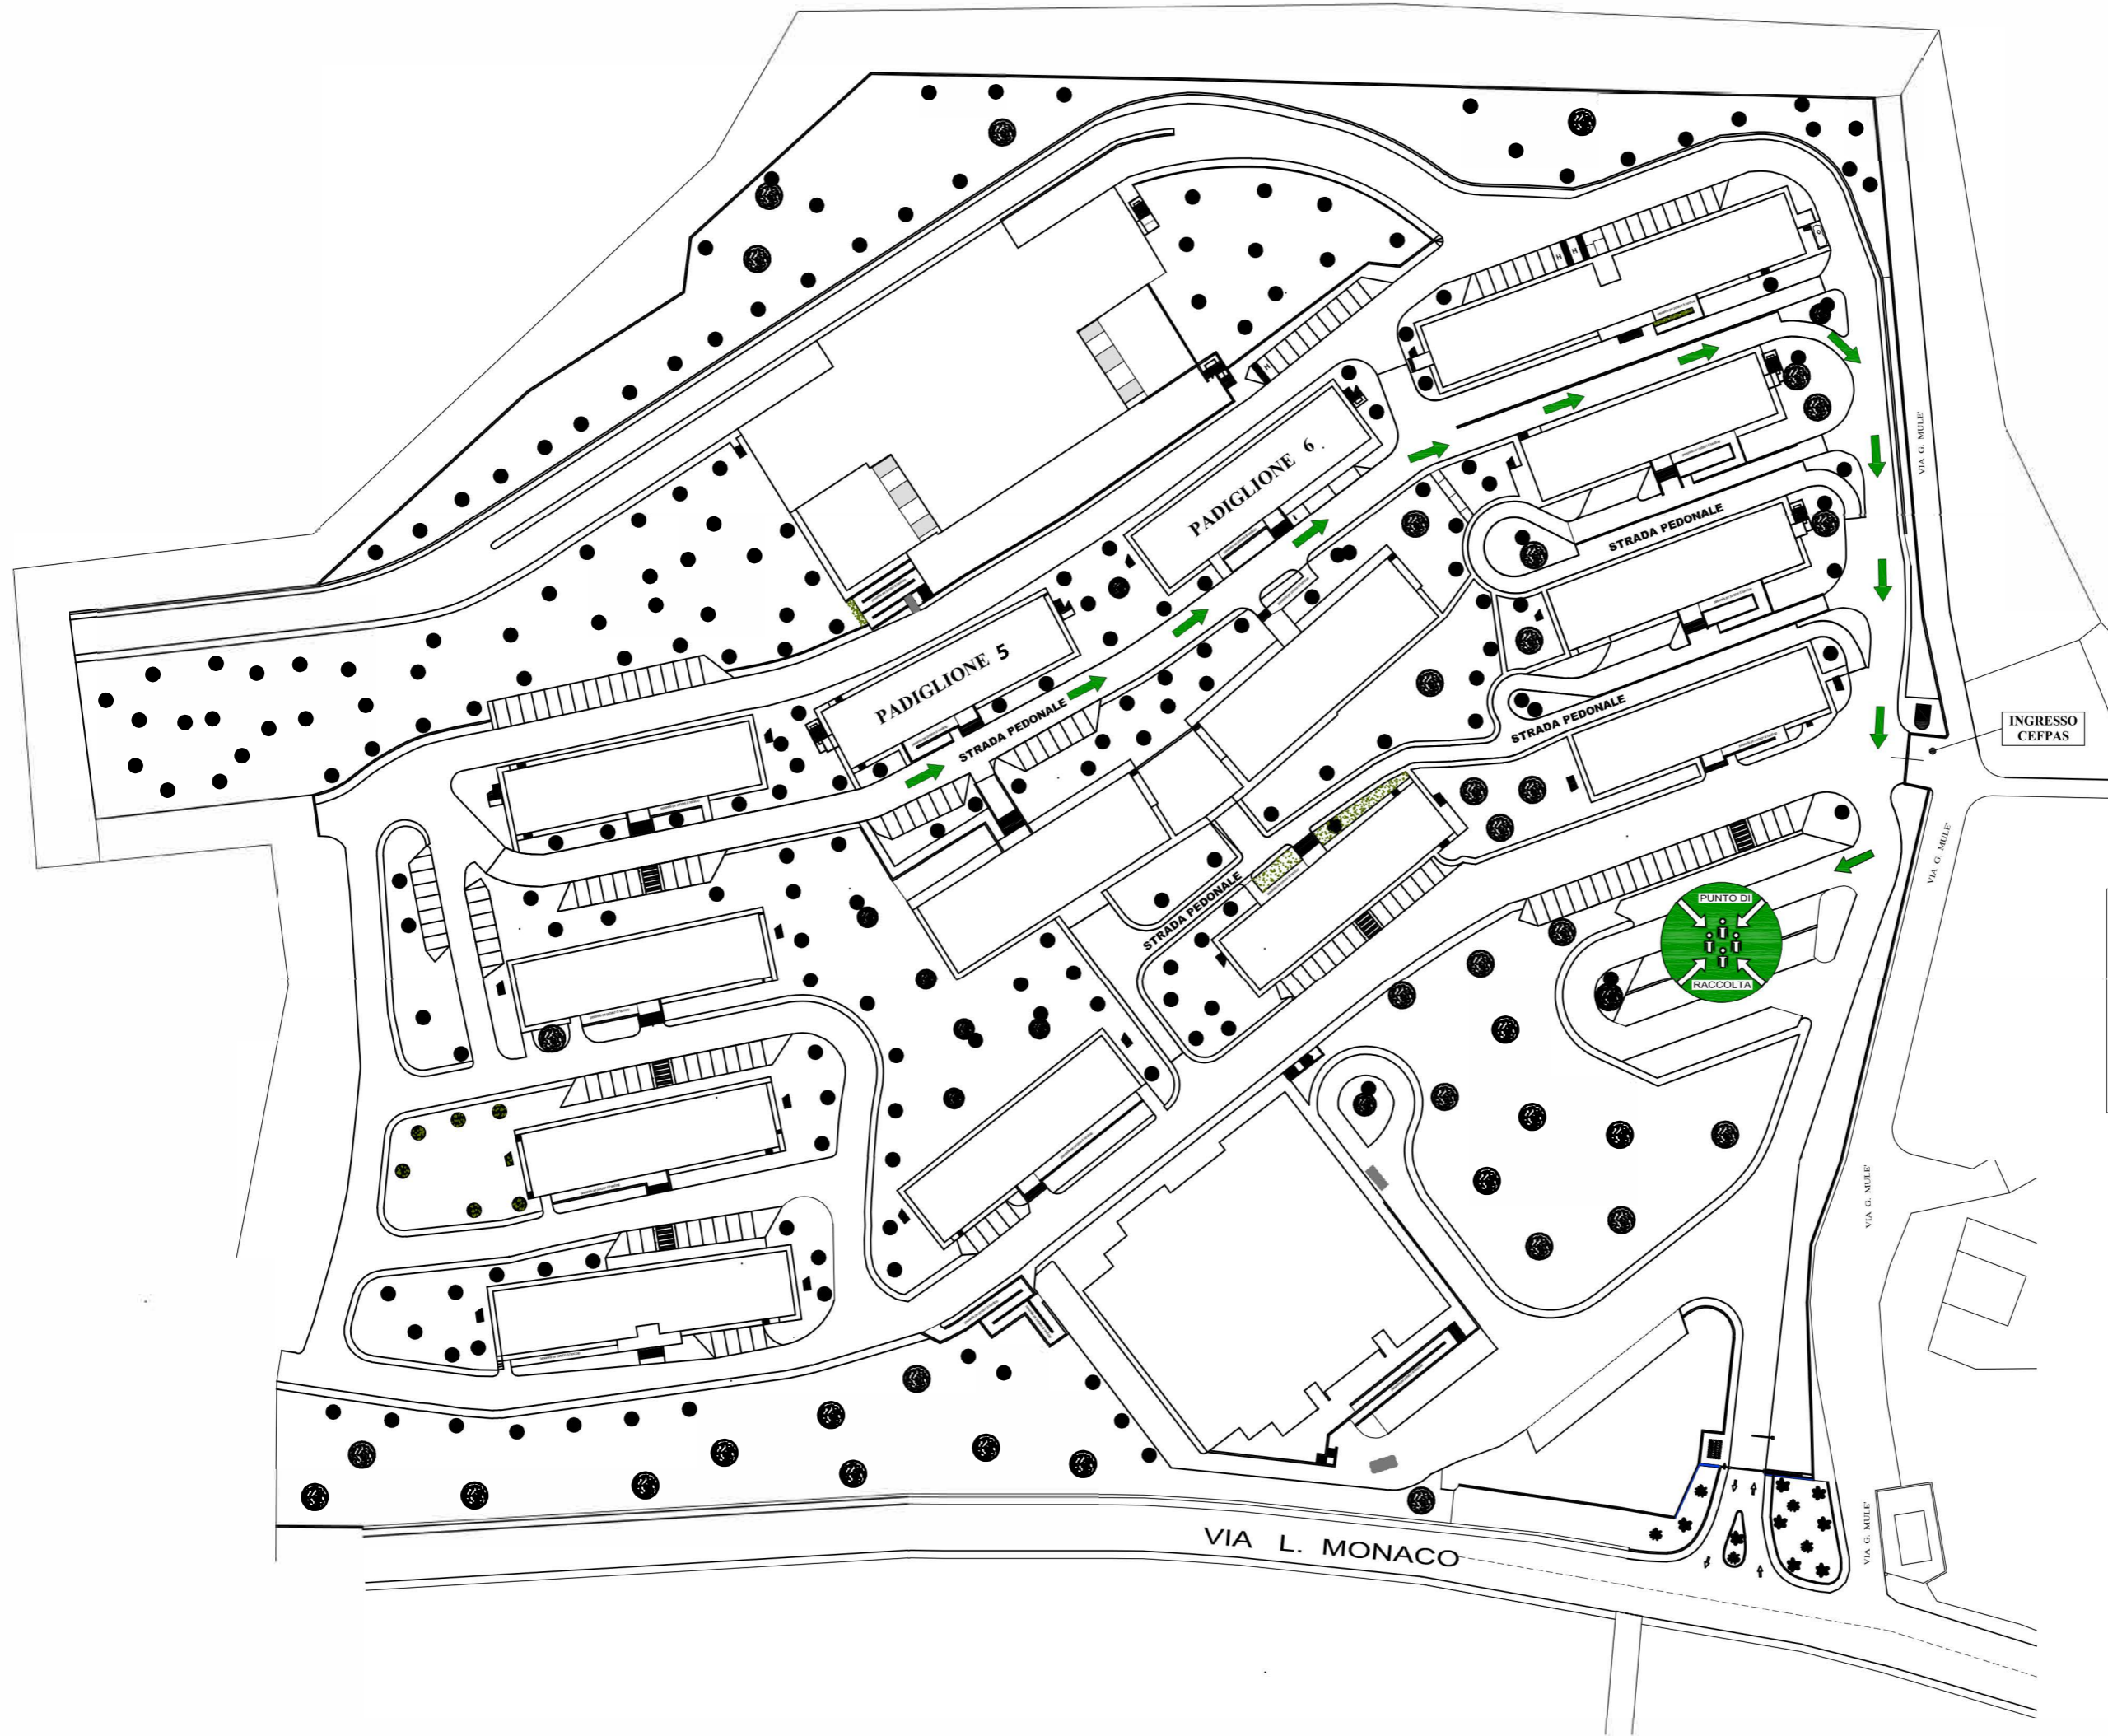 VIA G. MULE'
PADIGLIONE 6
STRADA PEDONALE
PADIGLIONE 5
STRADA PEDONALE
STRADA PEDONALE
INGRESSO
CEFPAS
VIA G. MULE'
STRADA PEDONALE
PUNTO DI
RACCOLTA
VIA G. MULE'
VIA G. MULE'
VIA L. MONACO
H
H
H